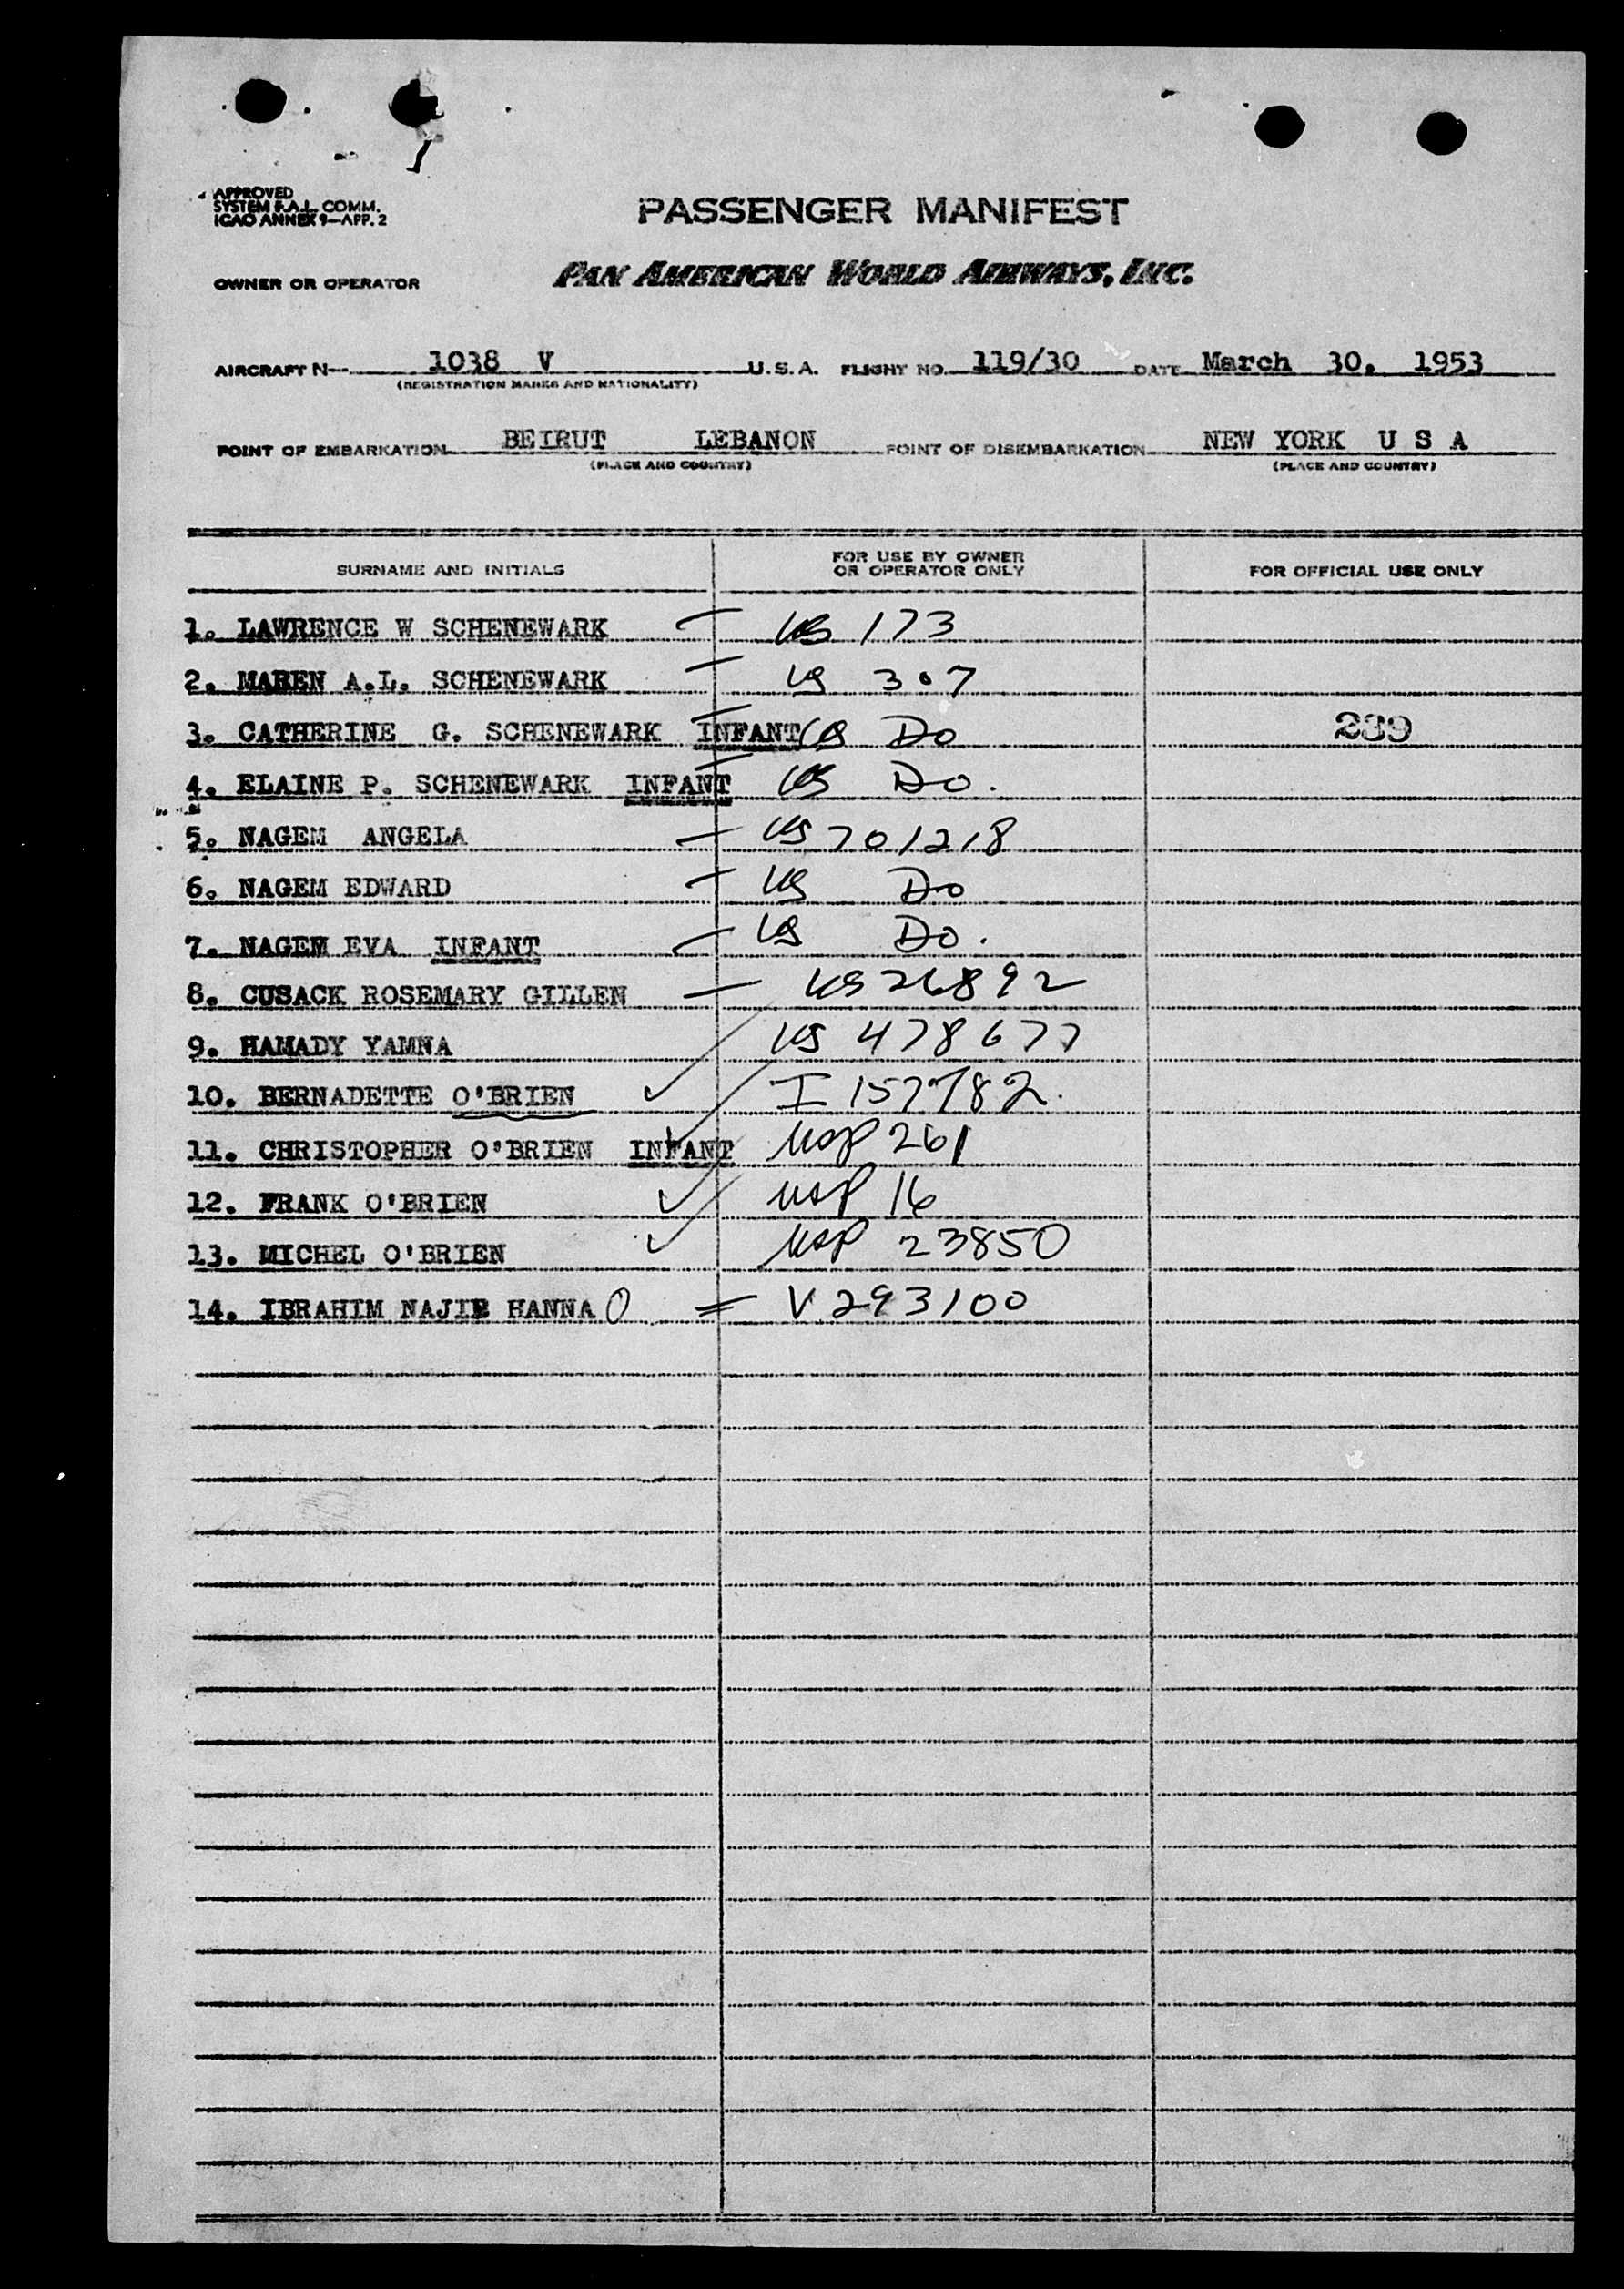 APPROVED
SYSTEM F.A.L. COMM.
ICAO ANNEX 9—APP. 2
PASSENGER MANIFEST
OWNER OR OPERATOR PAN AMERICAN WORLD AIRWAYS, INC.
AIRCRAFT N-- 1038 V U.S.A. FLIGHT NO. 119/30 DATE March 30. 1953
(REGISTRATION MARKS AND NATIONALITY)
POINT OF EMBARKATION BEIRUT LEBANON POINT OF DISEMBARKATION NEW YORK U S A
(PLACE AND COUNTRY) (PLACE AND COUNTRY)
SURNAME AND INITIALS FOR USE BY OWNER OR OPERATOR ONLY FOR OFFICIAL USE ONLY
1. LAWRENCE W SCHENEWARK — US 173
2. MAREN A.L. SCHENEWARK — US 307
3. CATHERINE G. SCHENEWARK INFANT US Do 239
4. ELAINE P. SCHENEWARK INFANT US Do.
5. NAGEM ANGELA — US 701218
6. NAGEM EDWARD — US Do
7. NAGEM EVA INFANT — US Do.
8. CUSACK ROSEMARY GILLEN — US 26892
9. HAMADY YAMNA US 478677
10. BERNADETTE O'BRIEN ✓ I 157782.
11. CHRISTOPHER O'BRIEN INFANT ✓ USP 261
12. FRANK O'BRIEN ✓ USP 16
13. MICHEL O'BRIEN ✓ USP 23850
14. IBRAHIM NAJIB HANNA O = V 293100